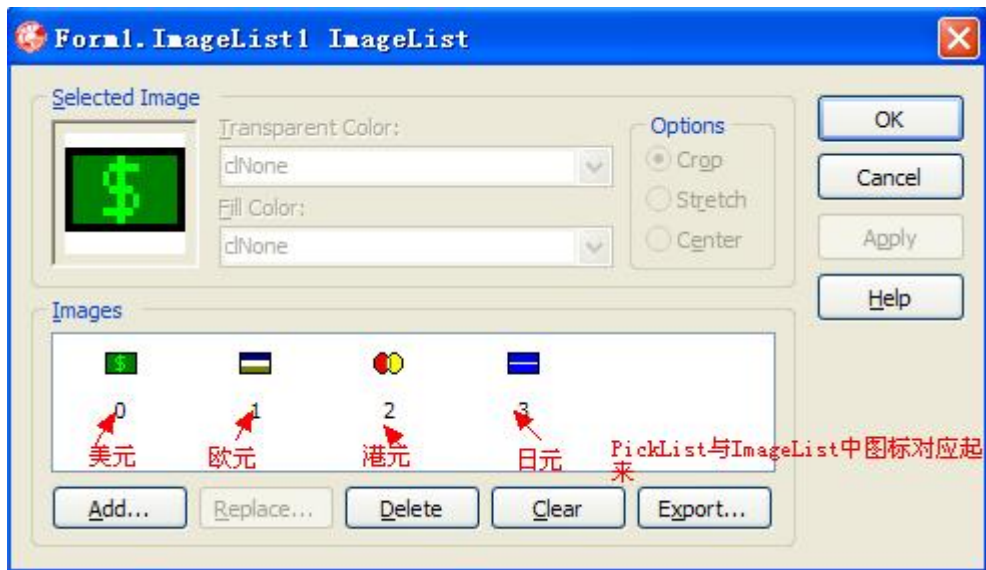 Form1.ImageList1 ImageList
Selected Image
Transparent Color:
clNone
Fill Color:
clNone
Options
Crop
Stretch
Center
OK
Cancel
Apply
Help
Images
0 1 2 3
美元 欧元 港元 日元
PickList与ImageList中图标对应起
来
Add... Replace... Delete Clear Export...